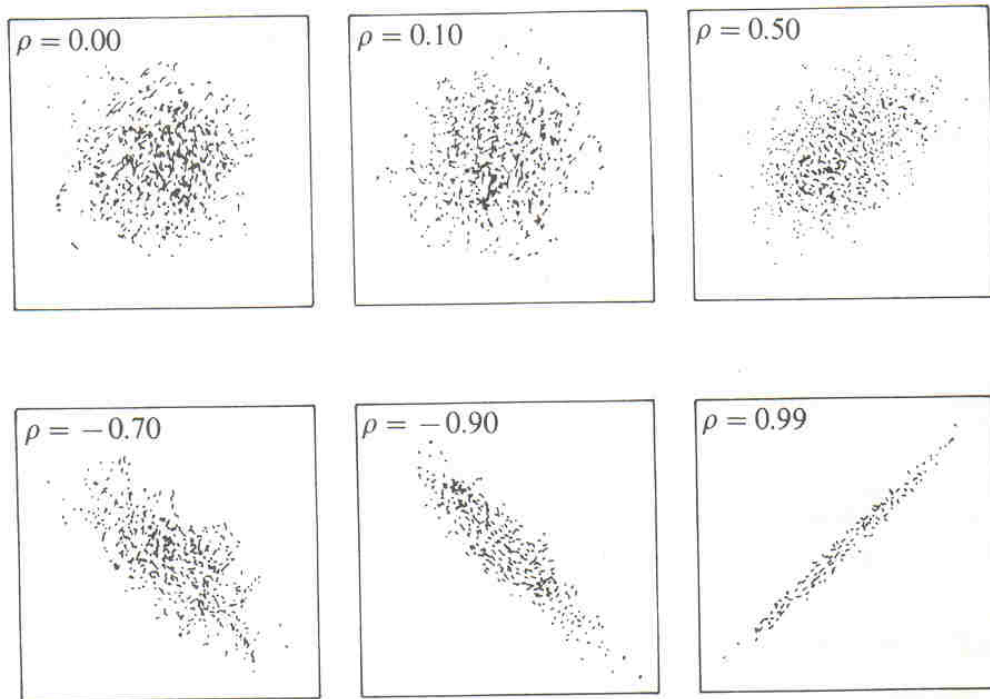 ρ = 0.00
ρ = 0.10
ρ = 0.50
ρ = −0.70
ρ = −0.90
ρ = 0.99